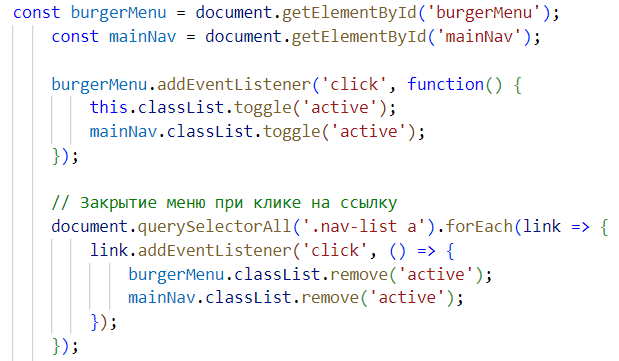 const burgerMenu = document.getElementById('burgerMenu');
const mainNav = document.getElementById('mainNav');
burgerMenu.addEventListener('click', function() {
this.classList.toggle('active');
mainNav.classList.toggle('active');
});
// Закрытие меню при клике на ссылку
document.querySelectorAll('.nav-list a').forEach(link => {
link.addEventListener('click', () => {
burgerMenu.classList.remove('active');
mainNav.classList.remove('active');
});
});